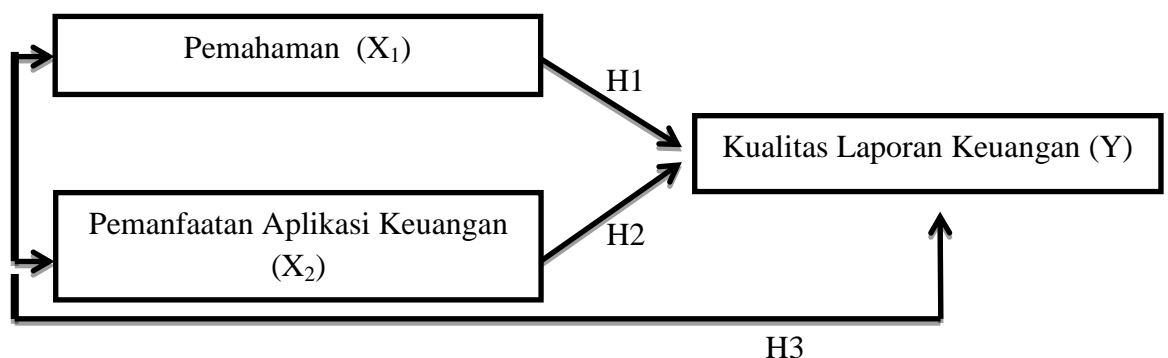 Pemahaman (X₁)
H1
Kualitas Laporan Keuangan (Y)
Pemanfaatan Aplikasi Keuangan
(X₂)
H2
H3